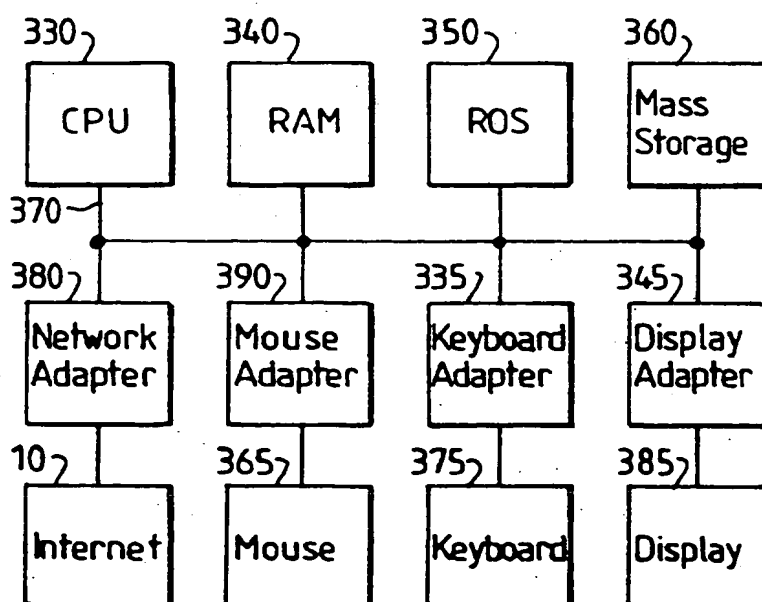 330 340 350 360
CPU RAM ROS Mass Storage
370
380 390 335 345
Network Adapter Mouse Adapter Keyboard Adapter Display Adapter
10 365 375 385
Internet Mouse Keyboard Display